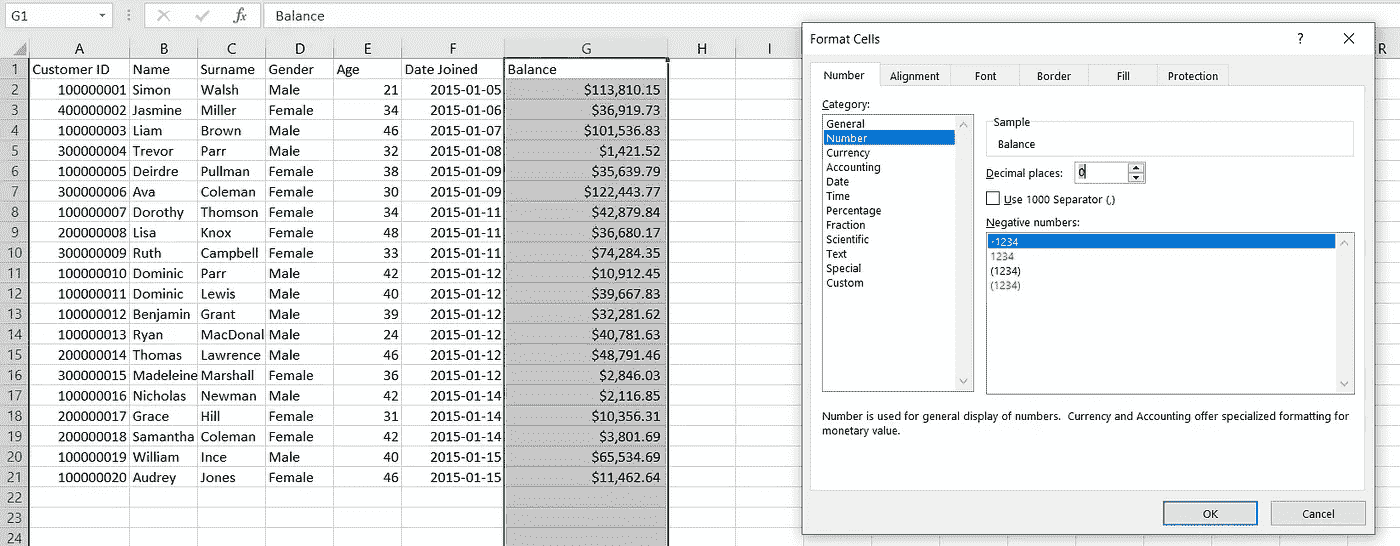 G1 fx Balance
A B C D E F G H I R
1 Customer ID Name Surname Gender Age Date Joined Balance
2 100000001 Simon Walsh Male 21 2015-01-05 $113,810.15
3 400000002 Jasmine Miller Female 34 2015-01-06 $36,919.73
4 100000003 Liam Brown Male 46 2015-01-07 $101,536.83
5 300000004 Trevor Parr Male 32 2015-01-08 $1,421.52
6 100000005 Deirdre Pullman Female 38 2015-01-09 $35,639.79
7 300000006 Ava Coleman Female 30 2015-01-09 $122,443.77
8 100000007 Dorothy Thomson Female 34 2015-01-11 $42,879.84
9 200000008 Lisa Knox Female 48 2015-01-11 $36,680.17
10 300000009 Ruth Campbell Female 33 2015-01-11 $74,284.35
11 100000010 Dominic Parr Male 42 2015-01-12 $10,912.45
12 100000011 Dominic Lewis Male 40 2015-01-12 $39,667.83
13 100000012 Benjamin Grant Male 39 2015-01-12 $32,281.62
14 100000013 Ryan MacDonal Male 24 2015-01-12 $40,781.63
15 200000014 Thomas Lawrence Male 46 2015-01-12 $48,791.46
16 300000015 Madeleine Marshall Female 36 2015-01-12 $2,846.03
17 100000016 Nicholas Newman Male 42 2015-01-14 $2,116.85
18 200000017 Grace Hill Female 31 2015-01-14 $10,356.31
19 200000018 Samantha Coleman Female 42 2015-01-14 $3,801.69
20 100000019 William Ince Male 40 2015-01-15 $65,534.69
21 100000020 Audrey Jones Female 46 2015-01-15 $11,462.64
22
23
24
Format Cells ?
Number Alignment Font Border Fill Protection
Category:
General
Number
Currency
Accounting
Date
Time
Percentage
Fraction
Scientific
Text
Special
Custom
Sample
Balance
Decimal places: 0
Use 1000 Separator (,)
Negative numbers:
-1234
1234
(1234)
(1234)
Number is used for general display of numbers. Currency and Accounting offer specialized formatting for
monetary value.
OK Cancel